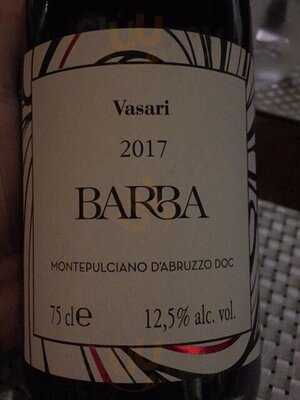 Vasari
2017
BARBA
MONTEPULCIANO D'ABRUZZO DOC
75 cl e 12,5% alc. vol.